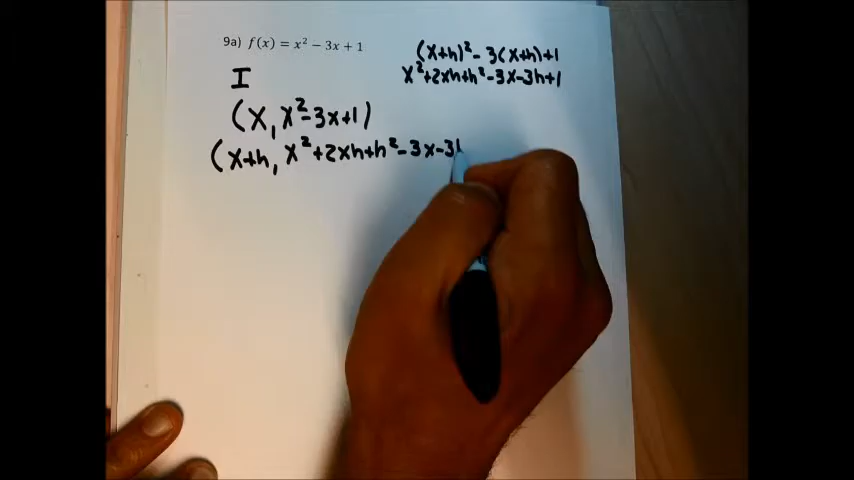 9a) f(x) = x² − 3x + 1
(x+h)² - 3(x+h)+1
x²+2xh+h²-3x-3h+1
I
(x, x²-3x+1)
(x+h, x²+2xh+h²-3x-3